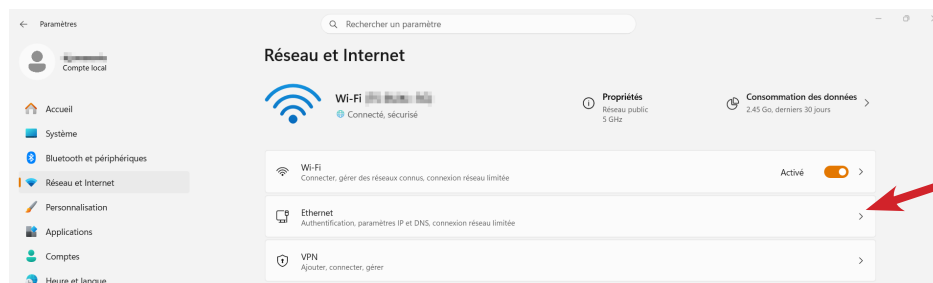 Paramètres
Rechercher un paramètre
Compte local
Accueil
Système
Bluetooth et périphériques
Réseau et Internet
Personnalisation
Applications
Comptes
Heure et langue
Réseau et Internet
Wi-Fi
Connecté, sécurisé
Propriétés
Réseau public
5 GHz
Consommation des données
2.45 Go, derniers 30 jours
Wi-Fi
Connecter, gérer des réseaux connus, connexion réseau limitée
Activé
Ethernet
Authentification, paramètres IP et DNS, connexion réseau limitée
VPN
Ajouter, connecter, gérer